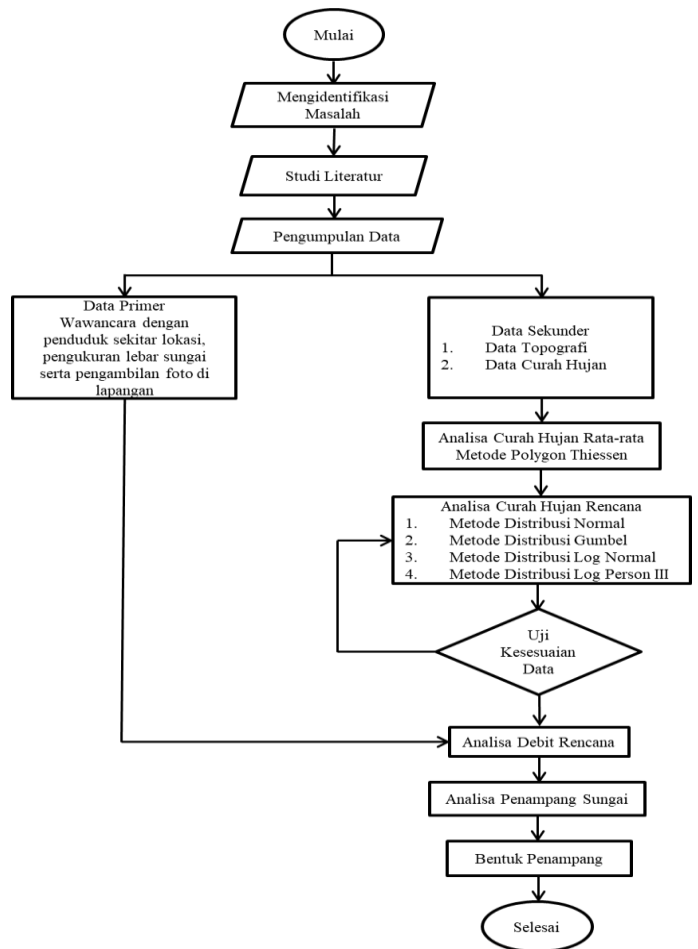 Mulai
Mengidentifikasi
Masalah
Studi Literatur
Pengumpulan Data
Data Primer
Wawancara dengan
penduduk sekitar lokasi,
pengukuran lebar sungai
serta pengambilan foto di
lapangan
Data Sekunder
1. Data Topografi
2. Data Curah Hujan
Analisa Curah Hujan Rata-rata
Metode Polygon Thiessen
Analisa Curah Hujan Rencana
1. Metode Distribusi Normal
2. Metode Distribusi Gumbel
3. Metode Distribusi Log Normal
4. Metode Distribusi Log Person III
Uji
Kesesuaian
Data
Analisa Debit Rencana
Analisa Penampang Sungai
Bentuk Penampang
Selesai